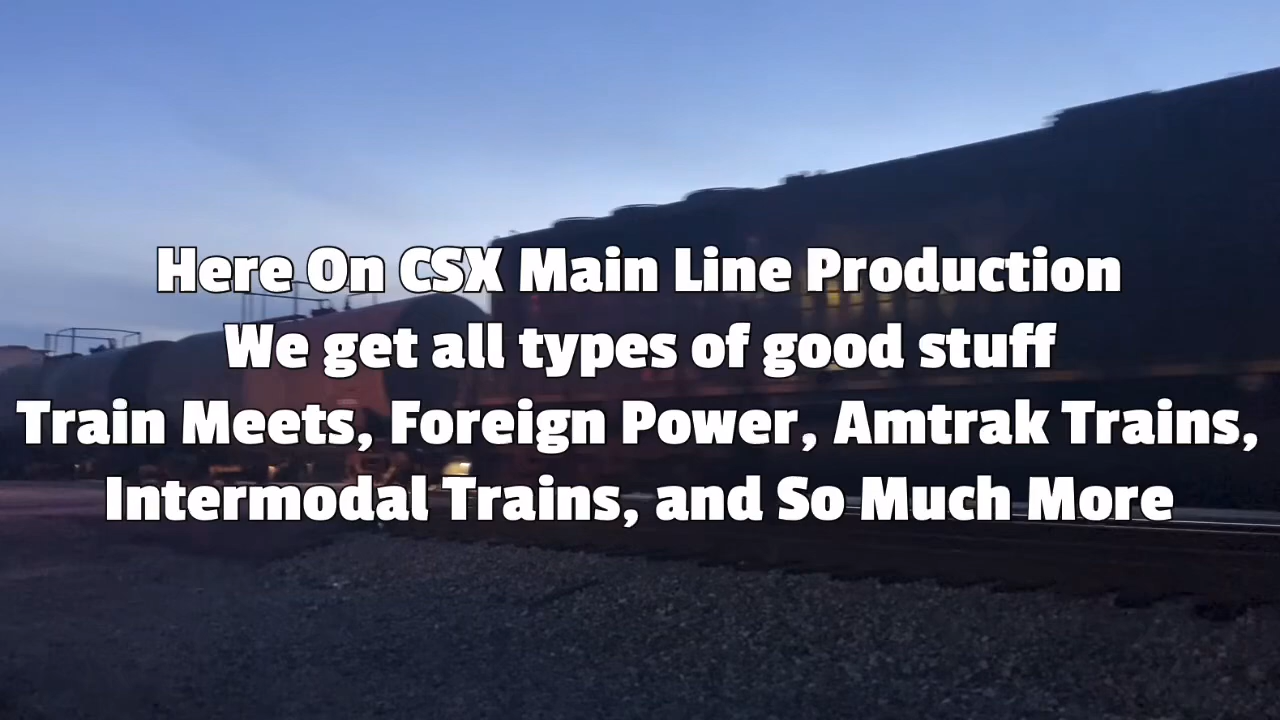 Here On CSX Main Line Production
We get all types of good stuff
Train Meets, Foreign Power, Amtrak Trains,
Intermodal Trains, and So Much More